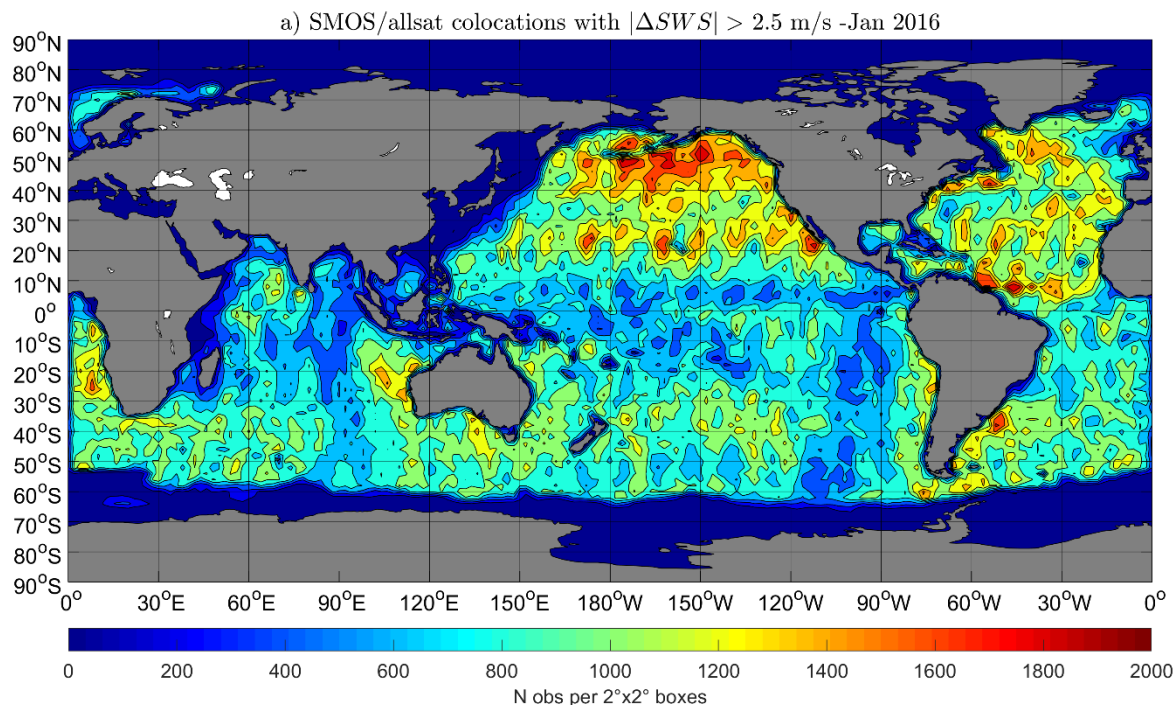 a) SMOS/allsat colocations with |ΔSWS| > 2.5 m/s -Jan 2016
90°N
80°N
70°N
60°N
50°N
40°N
30°N
20°N
10°N
0°
10°S
20°S
30°S
40°S
50°S
60°S
70°S
80°S
90°S
0° 30°E 60°E 90°E 120°E 150°E 180°W 150°W 120°W 90°W 60°W 30°W 0°
0 200 400 600 800 1000 1200 1400 1600 1800 2000
N obs per 2°x2° boxes